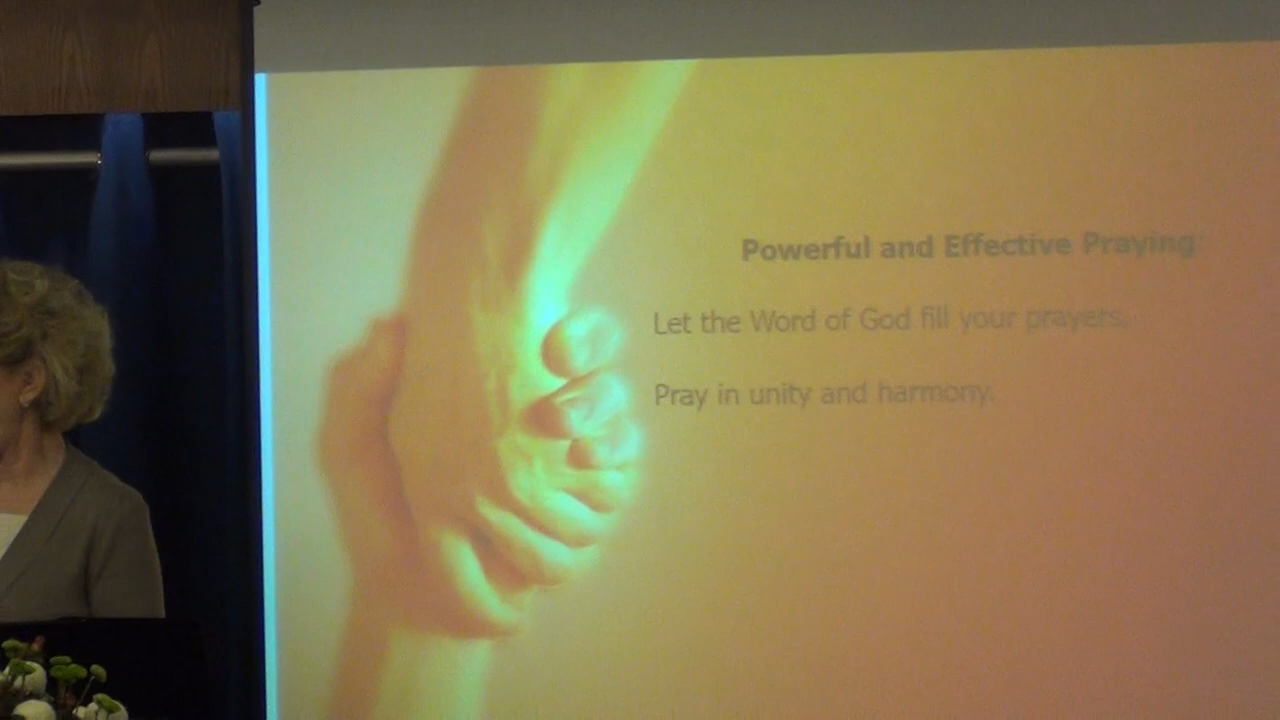 Powerful and Effective Praying
Let the Word of God fill your prayers.
Pray in unity and harmony.